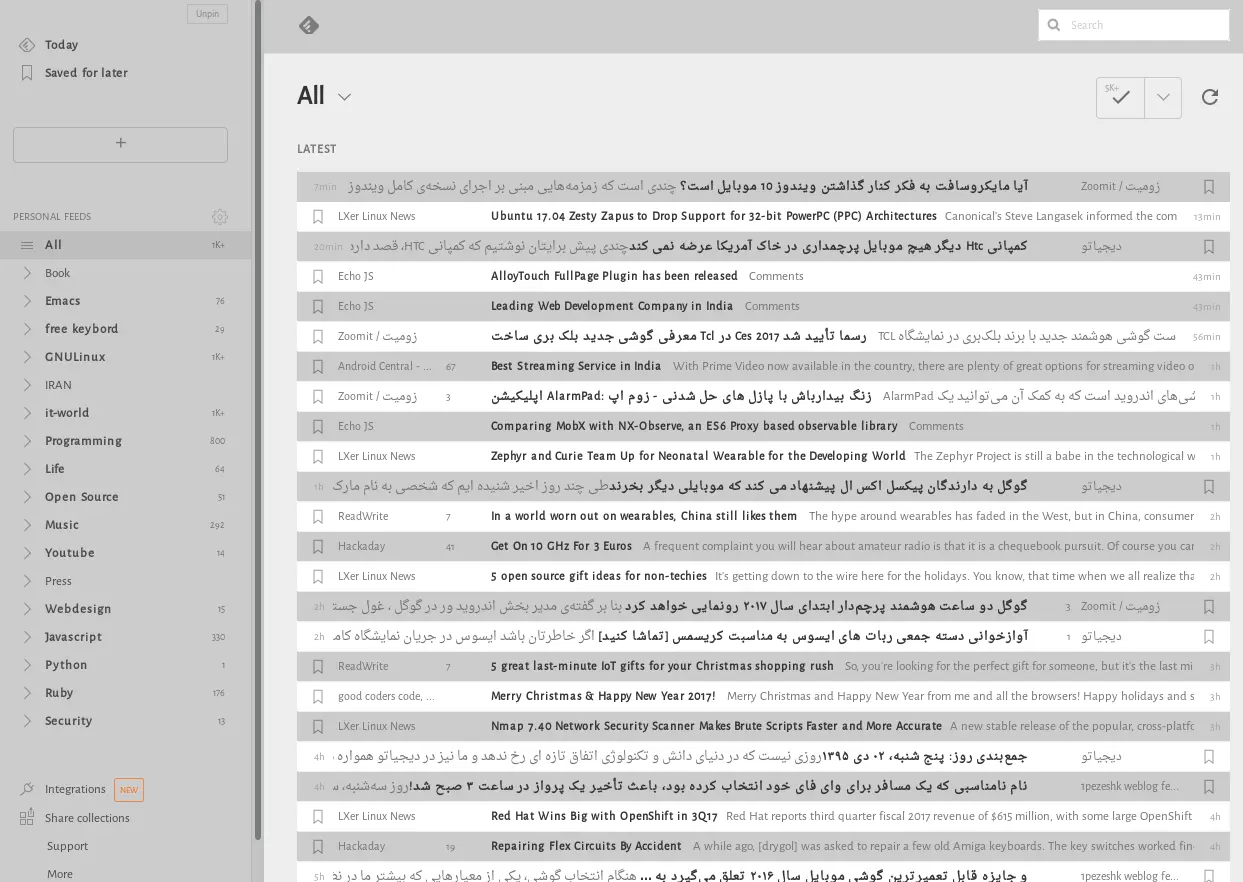 Unpin
Today
Saved for later
+
PERSONAL FEEDS
All 1K+
Book
Emacs 76
free keybord 29
GNULinux 1K+
IRAN
it-world 1K+
Programming 800
Life 64
Open Source 51
Music 292
Youtube 14
Press
Webdesign 15
Javascript 330
Python 1
Ruby 176
Security 13
Integrations NEW
Share collections
Support
More
Search
All
5K+
LATEST
Zoomit / زومیت آیا مایکروسافت به فکر کنار گذاشتن ویندوز 10 موبایل است؟ چندی است که زمزمه‌هایی مبنی بر اجرای نسخه‌ی کامل ویندوز 7min
LXer Linux News Ubuntu 17.04 Zesty Zapus to Drop Support for 32-bit PowerPC (PPC) Architectures Canonical's Steve Langasek informed the com 13min
دیجیاتو کمپانی Htc دیگر هیچ موبایل پرچمداری در خاک آمریکا عرضه نمی کند چندی پیش برایتان نوشتیم که کمپانی HTC، قصد دارد 20min
Echo JS AlloyTouch FullPage Plugin has been released Comments 43min
Echo JS Leading Web Development Company in India Comments 43min
Zoomit / زومیت رسما تأیید شد Ces 2017 در Tcl معرفی گوشی جدید بلک بری ساخت ست گوشی هوشمند جدید با برند بلک‌بری در نمایشگاه TCL 56min
Android Central - ... 67 Best Streaming Service in India With Prime Video now available in the country, there are plenty of great options for streaming video o 1h
Zoomit / زومیت 3 زنگ بیدارباش با پازل های حل شدنی - زوم اپ :AlarmPad اپلیکیشن شی‌های اندروید است که به کمک آن می‌توانید یک AlarmPad 1h
Echo JS Comparing MobX with NX-Observe, an ES6 Proxy based observable library Comments 1h
LXer Linux News Zephyr and Curie Team Up for Neonatal Wearable for the Developing World The Zephyr Project is still a babe in the technological w 1h
دیجیاتو گوگل به دارندگان پیکسل اکس ال پیشنهاد می کند که موبایلی دیگر بخرند طی چند روز اخیر شنیده ایم که شخصی به نام مارک 1h
ReadWrite 7 In a world worn out on wearables, China still likes them The hype around wearables has faded in the West, but in China, consumer 2h
Hackaday 41 Get On 10 GHz For 3 Euros A frequent complaint you will hear about amateur radio is that it is a chequebook pursuit. Of course you car 2h
LXer Linux News 5 open source gift ideas for non-techies It's getting down to the wire here for the holidays. You know, that time when we all realize tha 2h
Zoomit / زومیت 3 گوگل دو ساعت هوشمند پرچم‌دار ابتدای سال ۲۰۱۷ رونمایی خواهد کرد بنا بر گفته‌ی مدیر بخش اندروید ور در گوگل ، غول جستـ 2h
دیجیاتو 1 آوازخوانی دسته جمعی ربات های ایسوس به مناسبت کریسمس [تماشا کنید] اگر خاطرتان باشد ایسوس در جریان نمایشگاه کامـ 2h
ReadWrite 7 5 great last-minute IoT gifts for your Christmas shopping rush So, you're looking for the perfect gift for someone, but it's the last mi 3h
good coders code, ... Merry Christmas & Happy New Year 2017! Merry Christmas and Happy New Year from me and all the browsers! Happy holidays and s 3h
LXer Linux News Nmap 7.40 Network Security Scanner Makes Brute Scripts Faster and More Accurate A new stable release of the popular, cross-platfo 3h
دیجیاتو جمع‌بندی روز: پنج شنبه، ۰۲ دی ۱۳۹۵ روزی نیست که در دنیای دانش و تکنولوژی اتفاق تازه ای رخ ندهد و ما نیز در دیجیاتو همواره 4h
1pezeshk weblog fe... نام نامناسبی که یک مسافر برای وای فای خود انتخاب کرده بود، باعث تأخیر یک پرواز در ساعت ۳ صبح شد! روز سه‌شنبه، سـ 4h
LXer Linux News Red Hat Wins Big with OpenShift in 3Q17 Red Hat reports third quarter fiscal 2017 revenue of $615 million, with some large OpenShift 4h
Hackaday 19 Repairing Flex Circuits By Accident A while ago, [drygol] was asked to repair a few old Amiga keyboards. The key switches worked fin 4h
1pezeshk weblog fe... و جایزه قابل تعمیرترین گوشی موبایل سال ۲۰۱۶ تعلق می‌گیرد به ... هنگام انتخاب گوشی، یکی از معیارهایی که بیشتر ما در نظ 5h